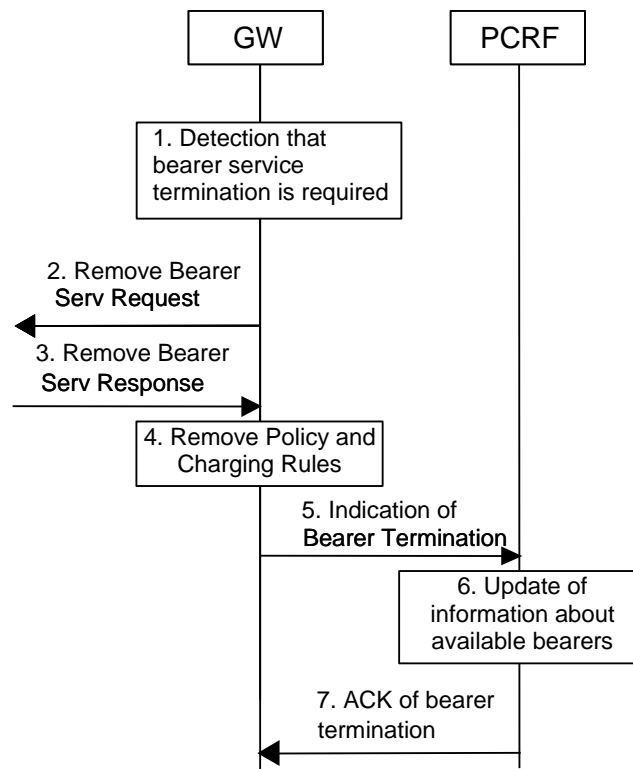 GW
PCRF
1. Detection that
bearer service
termination is required
2. Remove Bearer
Serv Request
3. Remove Bearer
Serv Response
4. Remove Policy and
Charging Rules
5. Indication of
Bearer Termination
6. Update of
information about
available bearers
7. ACK of bearer
termination